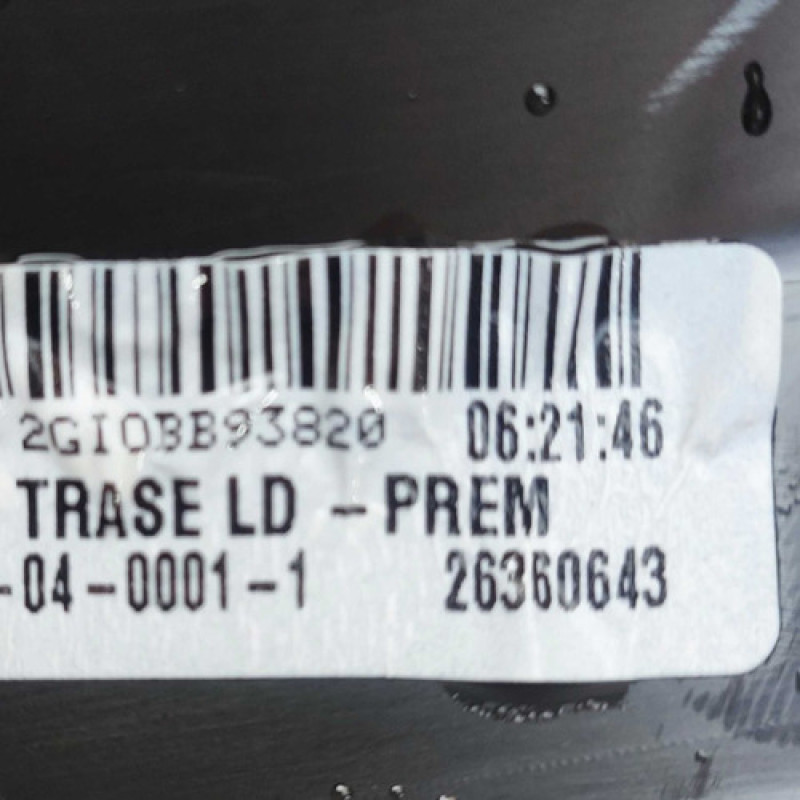 2GIOBB93820 06:21:46
TRASE LD - PREM
-04-0001-1 26360643